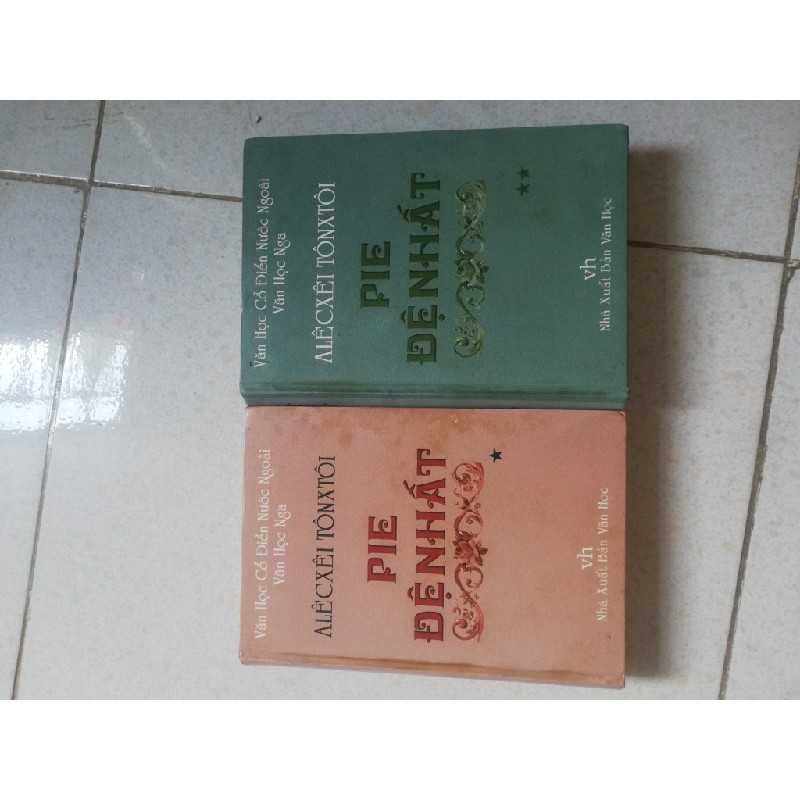 Văn Học Cổ Điển Nước Ngoài
Văn Học Nga
ALÊCXÊI TÔNXTÔI
PIE
ĐỆ NHẤT
★★
vh
Nhà Xuất Bản Văn Học
Văn Học Cổ Điển Nước Ngoài
Văn Học Nga
ALÊCXÊI TÔNXTÔI
PIE
ĐỆ NHẤT
★
vh
Nhà Xuất Bản Văn Học